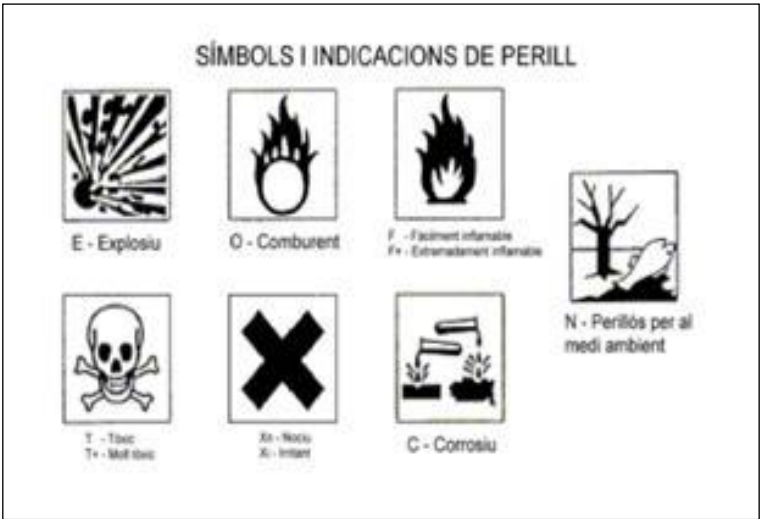 SÍMBOLS I INDICACIONS DE PERILL
E - Explosiu
O - Comburent
F - Fàcilment inflamable
F+ - Extremadament inflamable
N - Perillós per al
medi ambient
T - Tòxic
T+ - Molt tòxic
Xn - Nociu
Xi - Irritant
C - Corrosiu